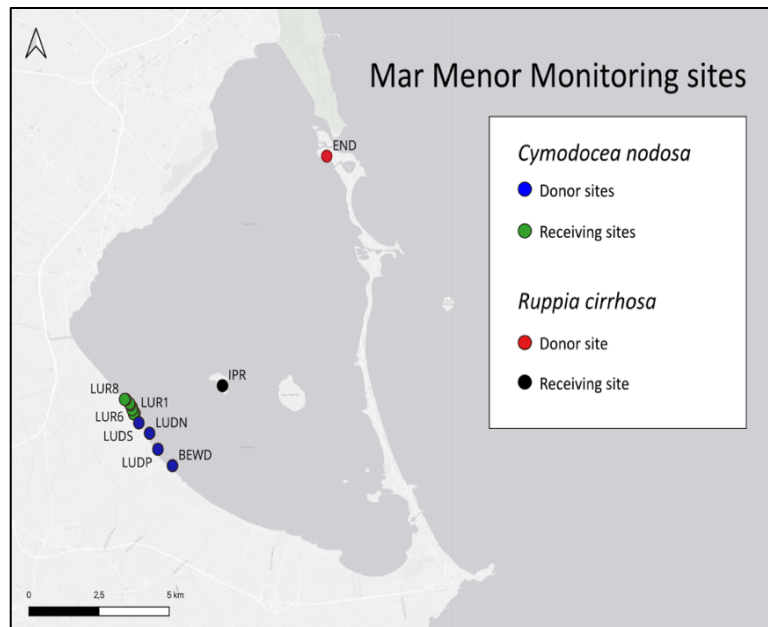 Mar Menor Monitoring sites
END
Cymodocea nodosa
Donor sites
Receiving sites
Ruppia cirrhosa
Donor site
Receiving site
IPR
LUR8
LUR1
LUR6
LUDN
LUDS
LUDP
BEWD
0
2,5
5 km